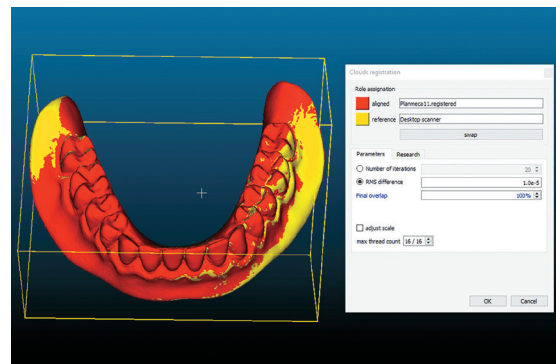 Clouds registration
Role assignation
aligned Planmeca11.registered
reference Desktop scanner
swap
Parameters Research
Number of iterations 20
RMS difference 1.0e-5
Final overlap 100%
adjust scale
max thread count 16 / 16
OK Cancel